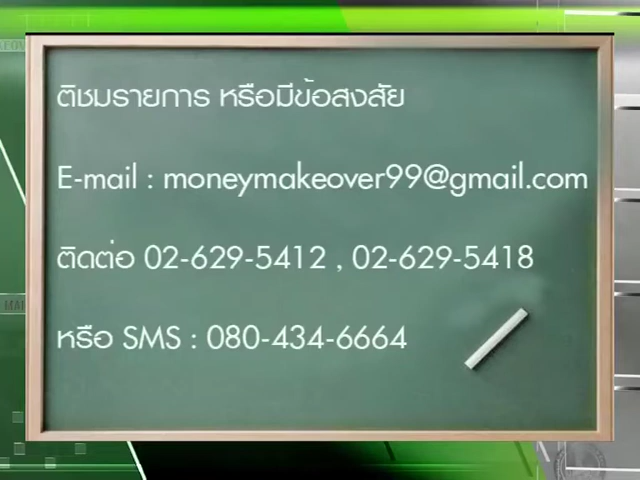 ติชมรายการ หรือมีข้อสงสัย
E-mail : moneymakeover99@gmail.com
ติดต่อ 02-629-5412 , 02-629-5418
หรือ SMS : 080-434-6664